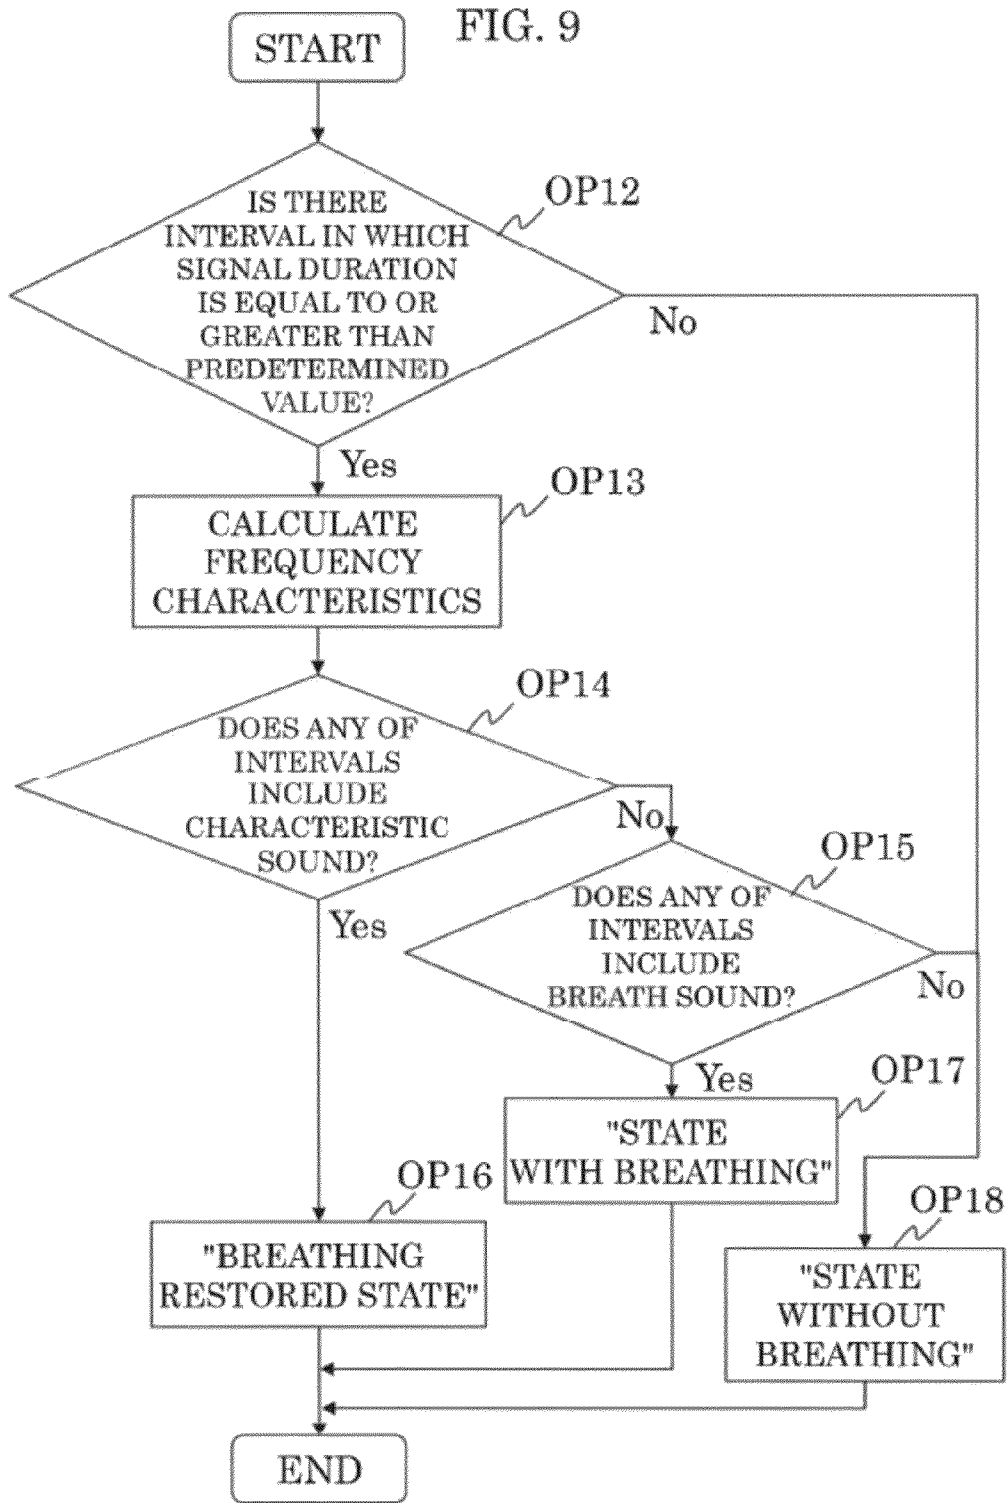 FIG. 9
START
OP12
IS THERE
INTERVAL IN WHICH
SIGNAL DURATION
IS EQUAL TO OR
GREATER THAN
PREDETERMINED
VALUE?
No
Yes
OP13
CALCULATE
FREQUENCY
CHARACTERISTICS
OP14
DOES ANY OF
INTERVALS
INCLUDE
CHARACTERISTIC
SOUND?
No
Yes
OP15
DOES ANY OF
INTERVALS
INCLUDE
BREATH SOUND?
No
Yes
OP17
"STATE
WITH BREATHING"
OP16
"BREATHING
RESTORED STATE"
OP18
"STATE
WITHOUT
BREATHING"
END